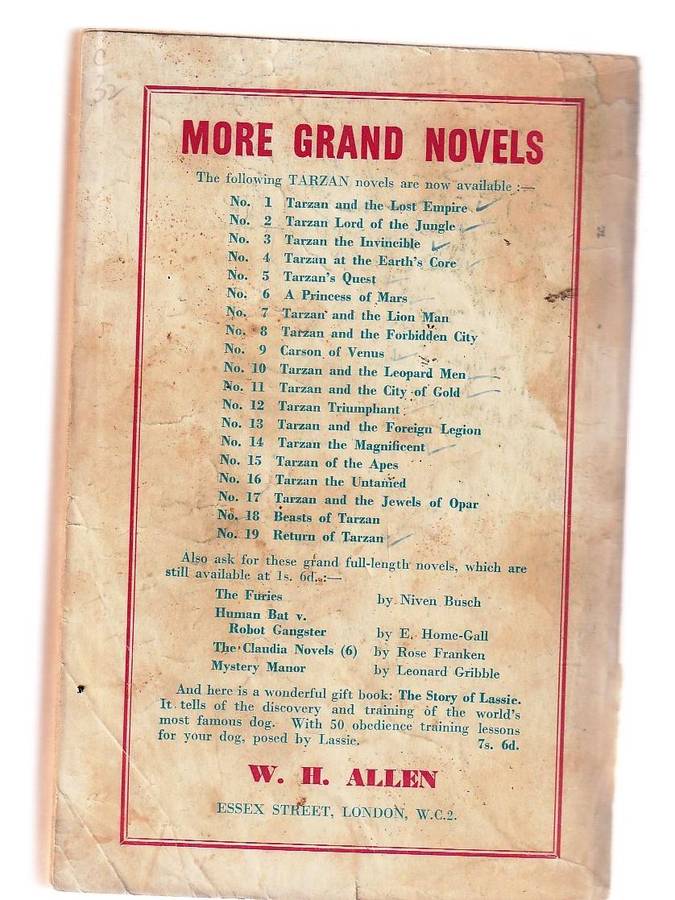 MORE GRAND NOVELS
The following TARZAN novels are now available :—
No. 1 Tarzan and the Lost Empire
No. 2 Tarzan Lord of the Jungle
No. 3 Tarzan the Invincible
No. 4 Tarzan at the Earth's Core
No. 5 Tarzan's Quest
No. 6 A Princess of Mars
No. 7 Tarzan and the Lion Man
No. 8 Tarzan and the Forbidden City
No. 9 Carson of Venus
No. 10 Tarzan and the Leopard Men
No. 11 Tarzan and the City of Gold
No. 12 Tarzan Triumphant
No. 13 Tarzan and the Foreign Legion
No. 14 Tarzan the Magnificent
No. 15 Tarzan of the Apes
No. 16 Tarzan the Untamed
No. 17 Tarzan and the Jewels of Opar
No. 18 Beasts of Tarzan
No. 19 Return of Tarzan
Also ask for these grand full-length novels, which are
still available at 1s. 6d.:—
The Furies by Niven Busch
Human Bat v.
Robot Gangster by E. Home-Gall
The Claudia Novels (6) by Rose Franken
Mystery Manor by Leonard Gribble
And here is a wonderful gift book: The Story of Lassie.
It tells of the discovery and training of the world's
most famous dog. With 50 obedience training lessons
for your dog, posed by Lassie. 7s. 6d.
W. H. ALLEN
ESSEX STREET, LONDON, W.C.2.